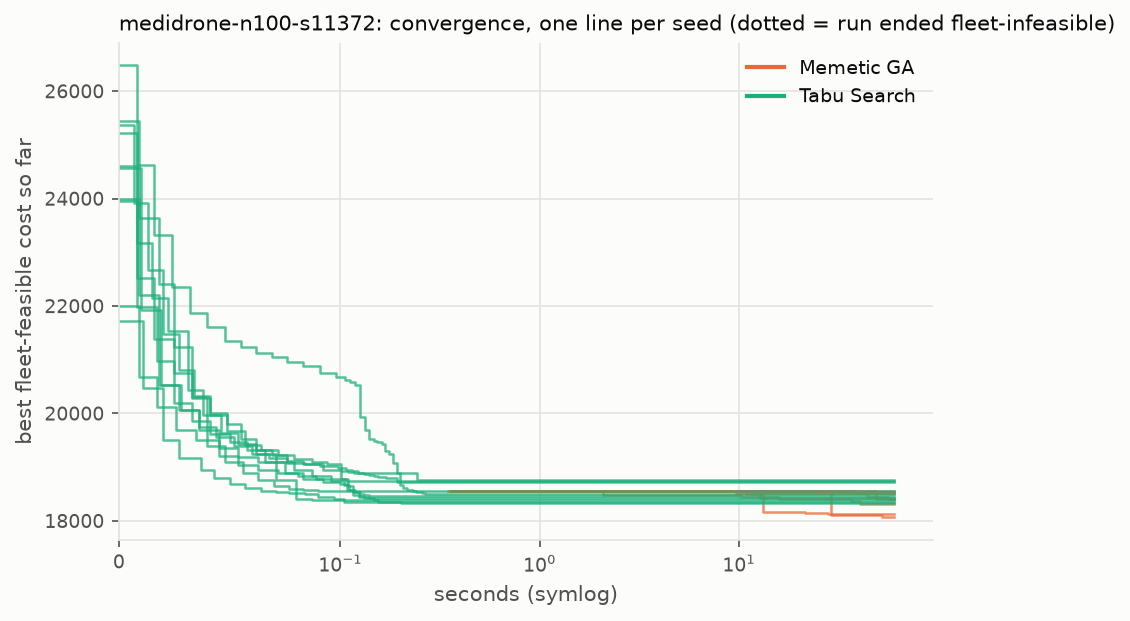 medidrone-n100-s11372: convergence, one line per seed (dotted = run ended fleet-infeasible)
Memetic GA
Tabu Search
26000
24000
22000
20000
18000
best fleet-feasible cost so far
0
10⁻¹
10⁰
10¹
seconds (symlog)